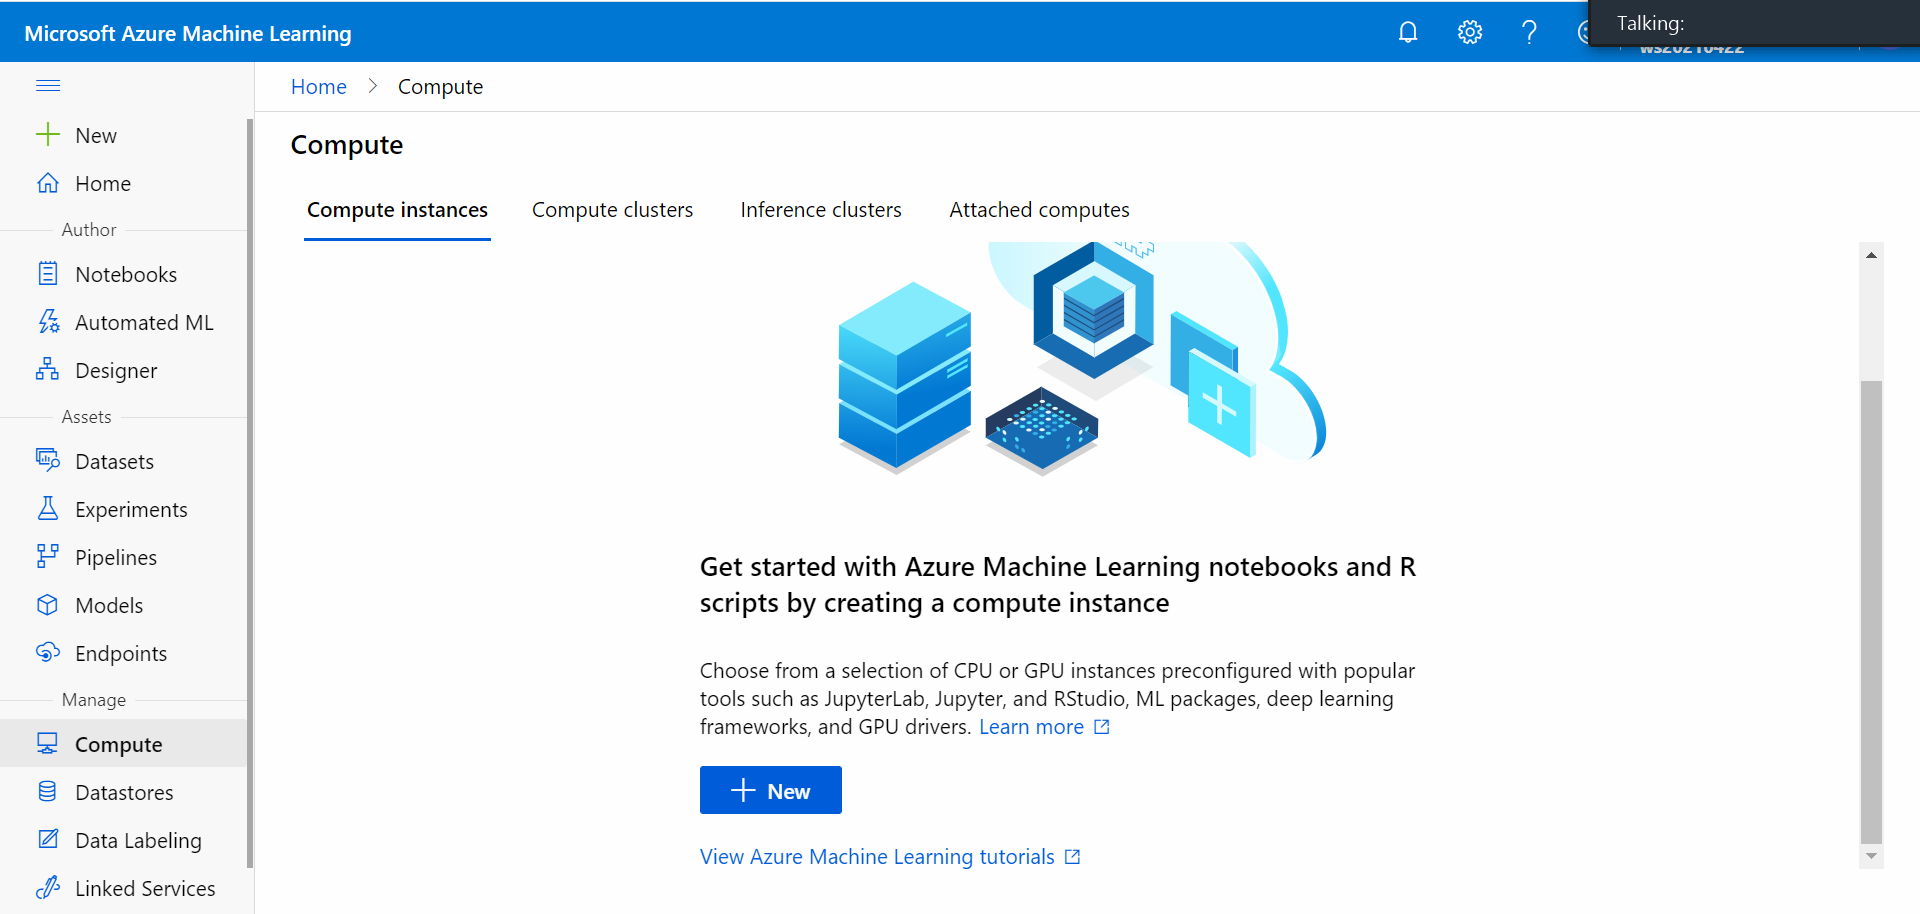 Microsoft Azure Machine Learning
Talking:
ws20210422
Home > Compute
New
Home
Author
Notebooks
Automated ML
Designer
Assets
Datasets
Experiments
Pipelines
Models
Endpoints
Manage
Compute
Datastores
Data Labeling
Linked Services
Compute
Compute instances Compute clusters Inference clusters Attached computes
Get started with Azure Machine Learning notebooks and R
scripts by creating a compute instance
Choose from a selection of CPU or GPU instances preconfigured with popular
tools such as JupyterLab, Jupyter, and RStudio, ML packages, deep learning
frameworks, and GPU drivers. Learn more
New
View Azure Machine Learning tutorials